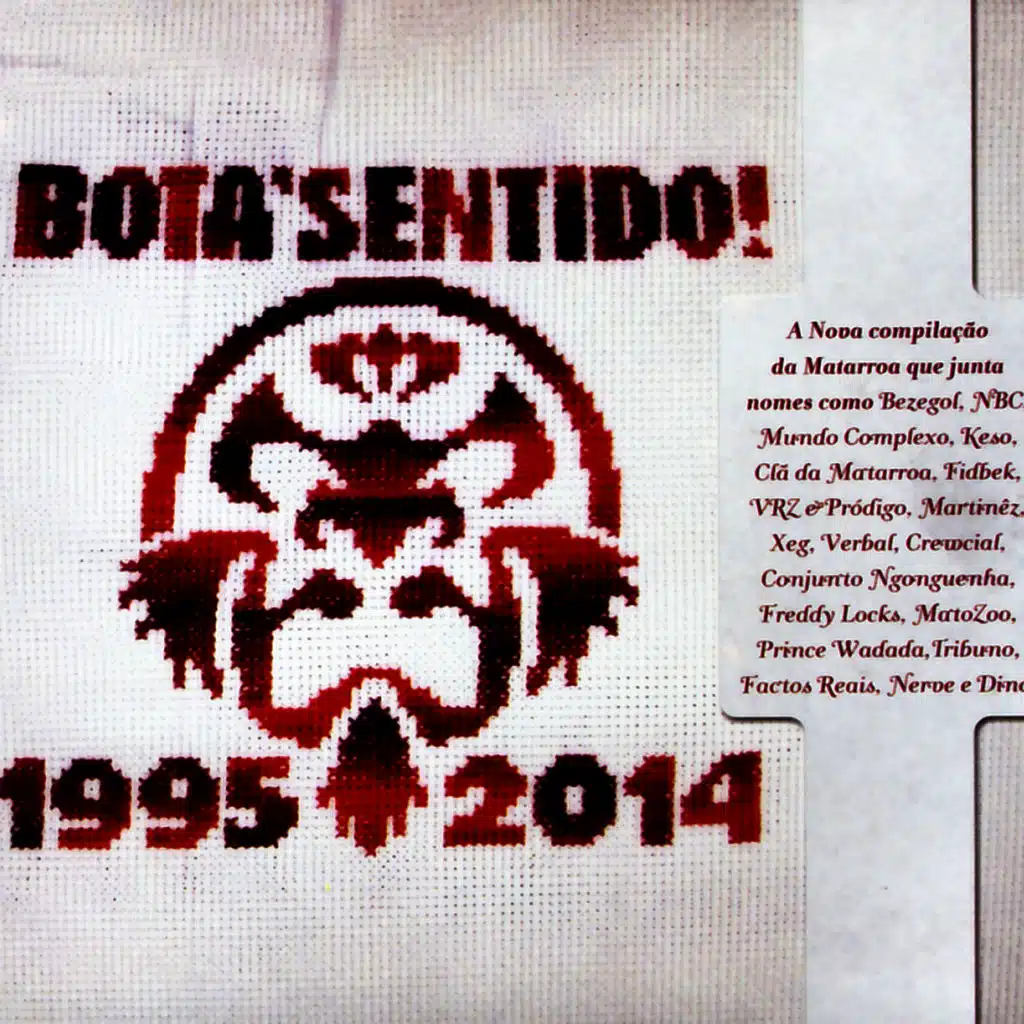 BOTA'SENTIDO!
1995 2014
A Nova compilação
da Matarroa que junta
nomes como Bezegol, NBC,
Mundo Complexo, Keso,
Clã da Matarroa, Fidbek,
VRZ & Pródigo, Martinêz,
Xeg, Verbal, Crewcial,
Conjunto Ngonguenha,
Freddy Locks, MatoZoo,
Prince Wadada, Tribuno,
Factos Reais, Nerve e Dino